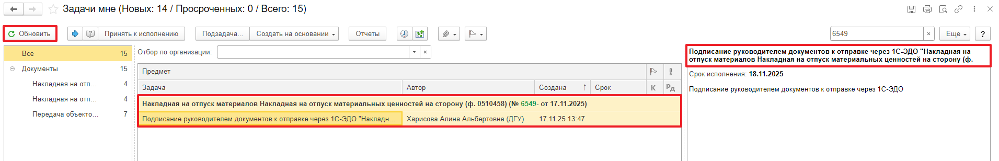 Задачи мне (Новых: 14 / Просроченных: 0 / Всего: 15)
Обновить
Принять к исполнению
Подзадача...
Создать на основании
Отчеты
6549
×
Еще
?
Все 15
Документы 15
Накладная на отп... 4
Накладная на отп... 4
Передача объекто... 7
Отбор по организации:
×
Предмет
Задача Автор Создана ↑ Срок К Рд
Накладная на отпуск материалов Накладная на отпуск материальных ценностей на сторону (ф. 0510458) (№ 6549- от 17.11.2025)
Подписание руководителем документов к отправке через 1С-ЭДО "Накладн... Харисова Алина Альбертовна (ДГУ) 17.11.25 13:47
Подписание руководителем документов к отправке через 1С-ЭДО "Накладная на
отпуск материалов Накладная на отпуск материальных ценностей на сторону (ф.
Срок исполнения: 18.11.2025
Подписание руководителем документов к отправке через 1С-ЭДО